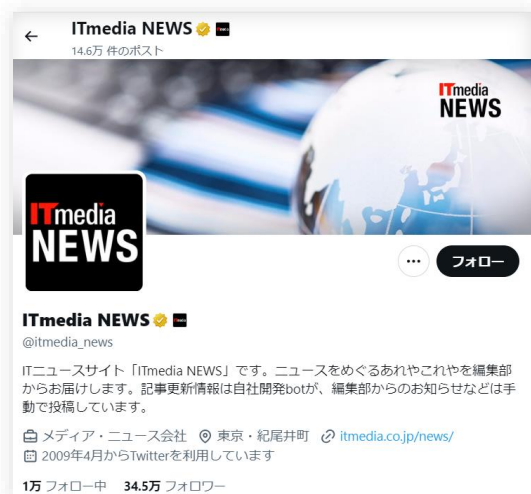 ITmedia NEWS
14.6万 件のポスト
ITmedia
NEWS
ITmedia
NEWS
フォロー
ITmedia NEWS
@itmedia_news
ITニュースサイト「ITmedia NEWS」です。ニュースをめぐるあれやこれやを編集部
からお届けします。記事更新情報は自社開発botが、編集部からのお知らせなどは手
動で投稿しています。
メディア・ニュース会社 東京・紀尾井町 itmedia.co.jp/news/
2009年4月からTwitterを利用しています
1万 フォロー中 34.5万 フォロワー